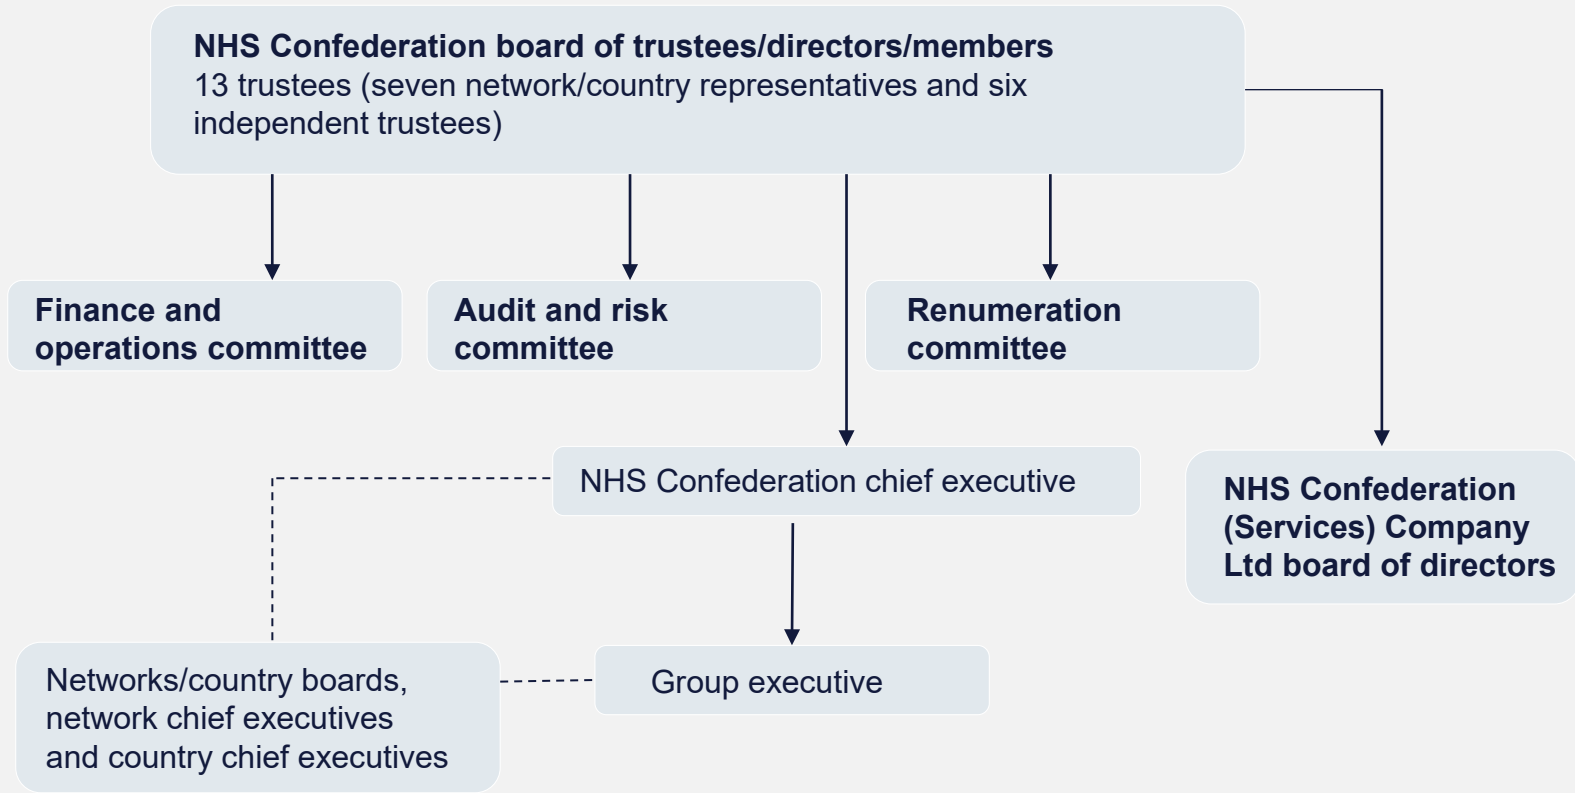 NHS Confederation board of trustees/directors/members
13 trustees (seven network/country representatives and six
independent trustees)
Finance and
operations committee
Audit and risk
committee
Renumeration
committee
NHS Confederation chief executive
NHS Confederation
(Services) Company
Ltd board of directors
Networks/country boards,
network chief executives
and country chief executives
Group executive